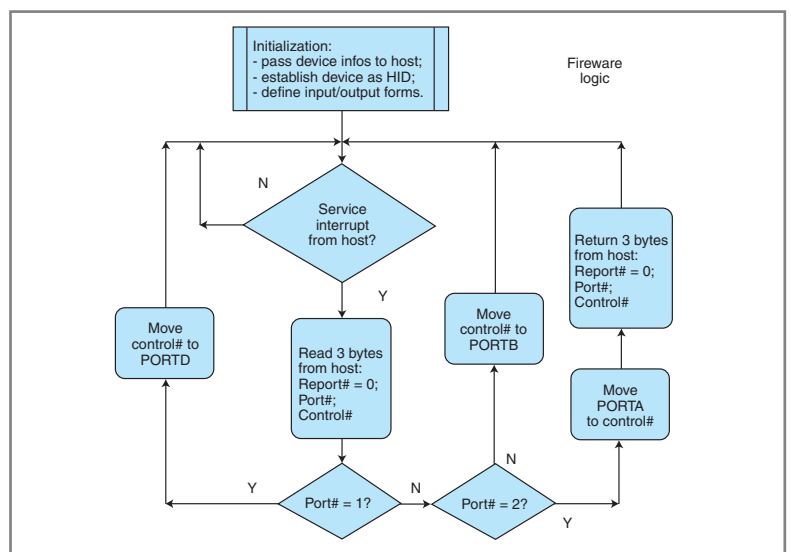 Initialization:
- pass device infos to host;
- establish device as HID;
- define input/output forms.
Fireware
logic
N
Service
interrupt
from host?
Y
Return 3 bytes
from host:
Report# = 0;
Port#;
Control#
Move
control# to
PORTD
Read 3 bytes
from host:
Report# = 0;
Port#;
Control#
Move
control# to
PORTB
Move
PORTA
to control#
Y
Port# = 1?
N
N
Port# = 2?
Y